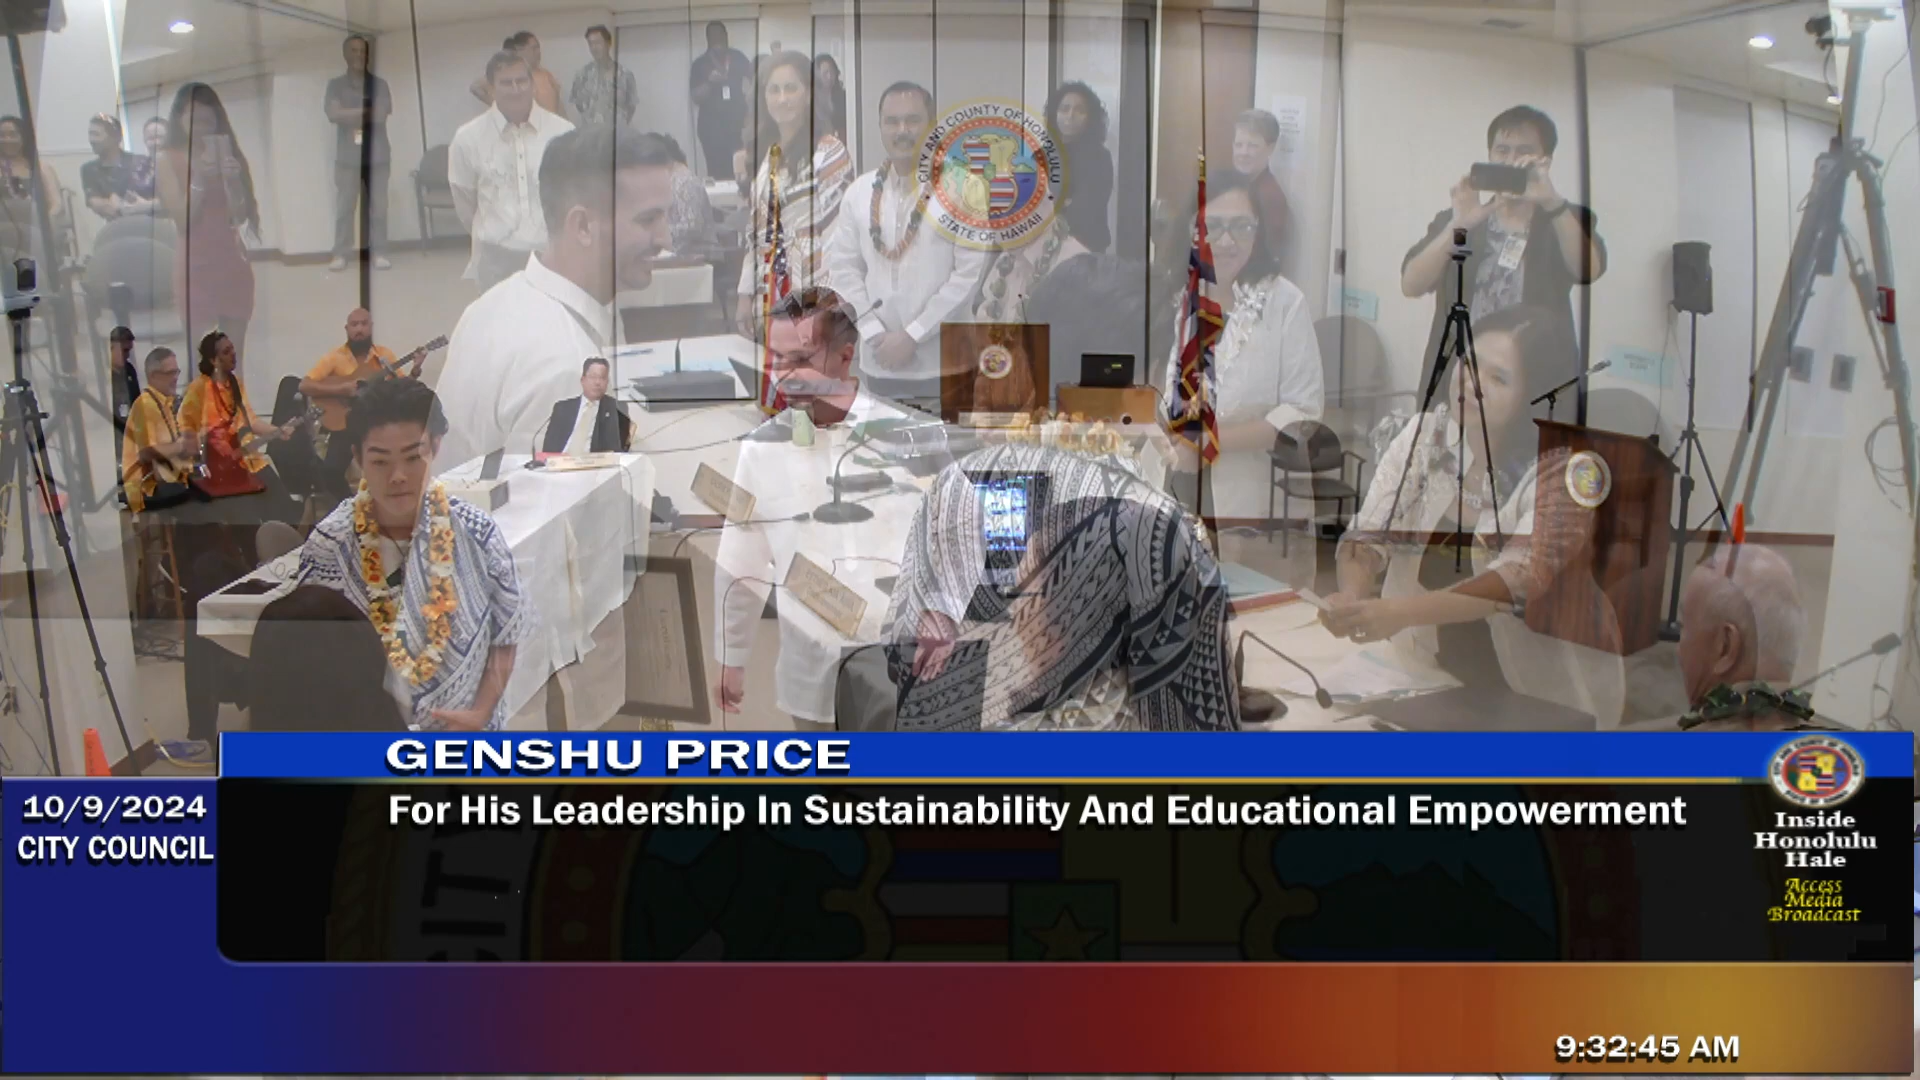 CITY AND COUNTY OF HONOLULU
STATE OF HAWAII
GENSHU PRICE
For His Leadership In Sustainability And Educational Empowerment
10/9/2024
CITY COUNCIL
Inside
Honolulu
Hale
Access
Media
Broadcast
CITY
9:32:45 AM